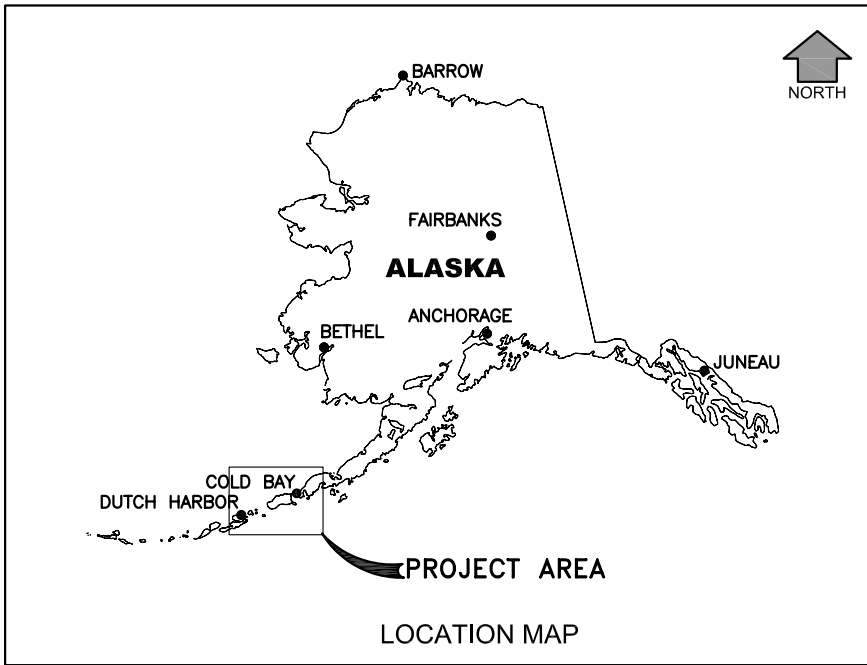 BARROW
NORTH
FAIRBANKS
ALASKA
ANCHORAGE
BETHEL
JUNEAU
COLD BAY
DUTCH HARBOR
PROJECT AREA
LOCATION MAP